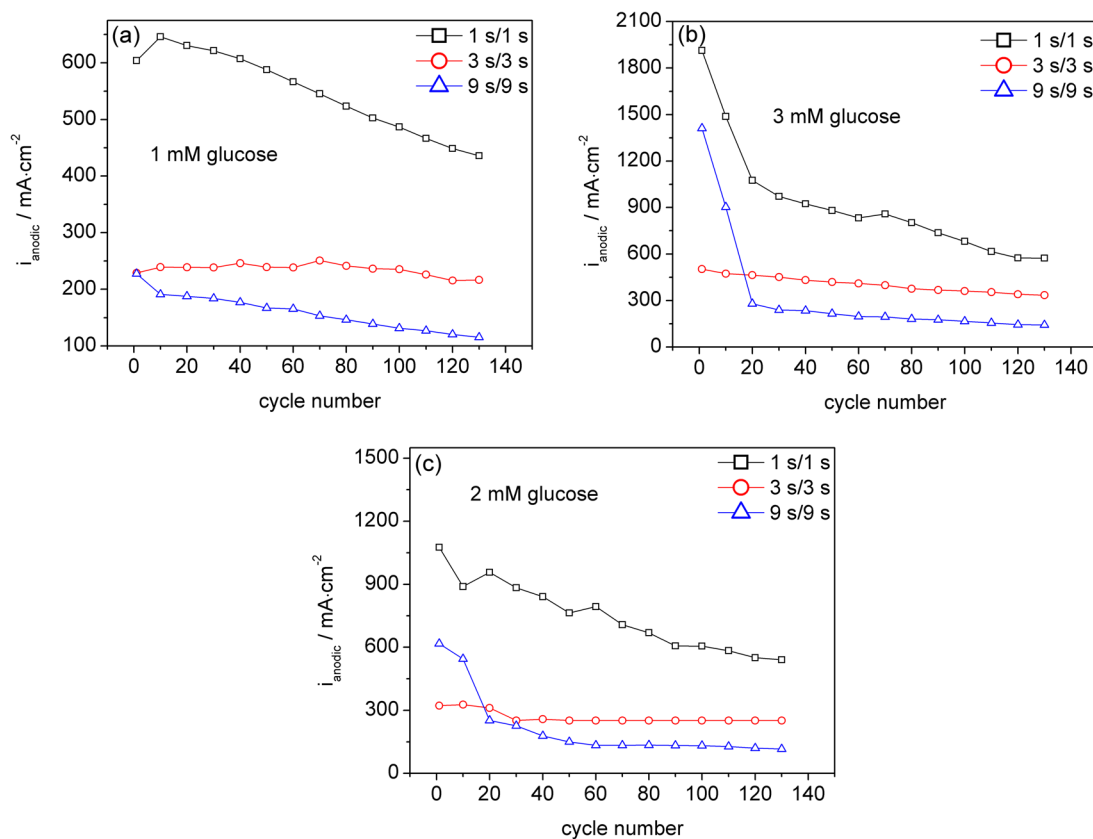 (a)
1 s/1 s
3 s/3 s
9 s/9 s
1 mM glucose
600
500
400
300
200
100
i_anodic / mA·cm⁻²
0 20 40 60 80 100 120 140
cycle number
(b)
1 s/1 s
3 s/3 s
9 s/9 s
3 mM glucose
2100
1800
1500
1200
900
600
300
0
i_anodic / mA·cm⁻²
0 20 40 60 80 100 120 140
cycle number
(c)
1 s/1 s
3 s/3 s
9 s/9 s
2 mM glucose
1500
1200
900
600
300
0
i_anodic / mA·cm⁻²
0 20 40 60 80 100 120 140
cycle number